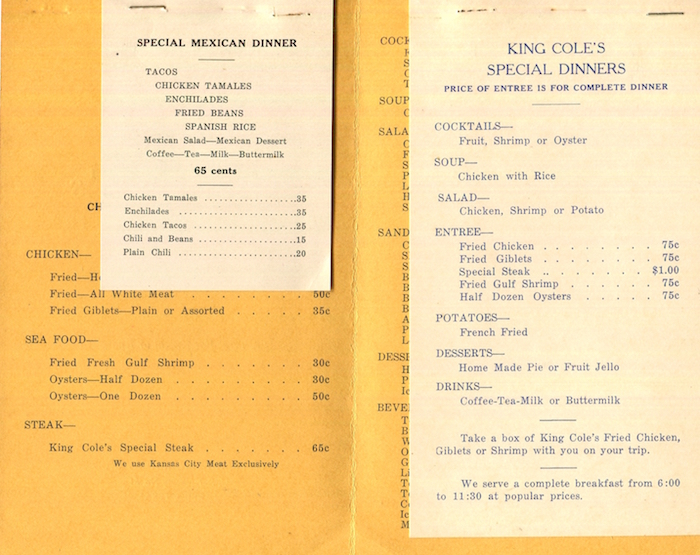 SPECIAL MEXICAN DINNER
TACOS
CHICKEN TAMALES
ENCHILADES
FRIED BEANS
SPANISH RICE
Mexican Salad—Mexican Dessert
Coffee—Tea—Milk—Buttermilk
65 cents
Chicken Tamales .35
Enchilades .35
Chicken Tacos .25
Chili and Beans .15
Plain Chili .20
CHICKEN—
Fried—All White Meat 50c
Fried Giblets—Plain or Assorted 35c
SEA FOOD—
Fried Fresh Gulf Shrimp 30c
Oysters—Half Dozen 30c
Oysters—One Dozen 50c
STEAK—
King Cole's Special Steak 65c
We use Kansas City Meat Exclusively
KING COLE'S
SPECIAL DINNERS
PRICE OF ENTREE IS FOR COMPLETE DINNER
COCKTAILS—
Fruit, Shrimp or Oyster
SOUP—
Chicken with Rice
SALAD—
Chicken, Shrimp or Potato
ENTREE—
Fried Chicken 75c
Fried Giblets 75c
Special Steak $1.00
Fried Gulf Shrimp 75c
Half Dozen Oysters 75c
POTATOES—
French Fried
DESSERTS—
Home Made Pie or Fruit Jello
DRINKS—
Coffee-Tea-Milk or Buttermilk
Take a box of King Cole's Fried Chicken,
Giblets or Shrimp with you on your trip.
We serve a complete breakfast from 6:00
to 11:30 at popular prices.